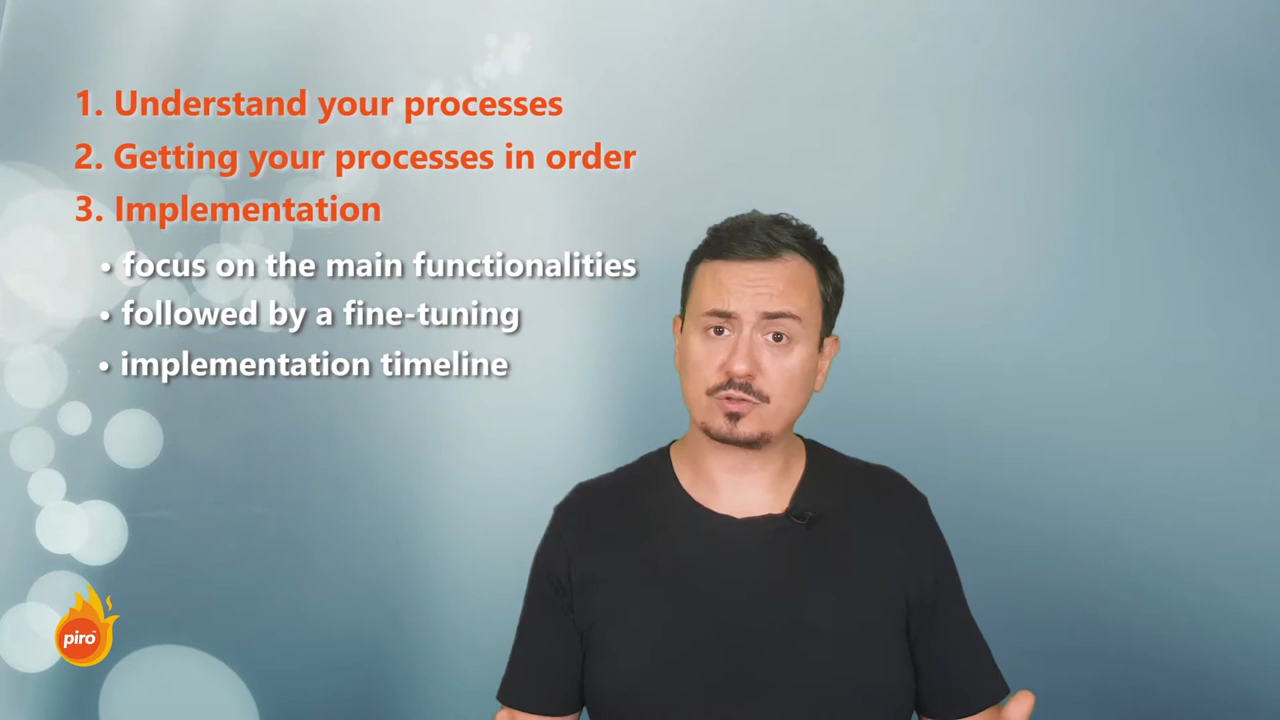 1. Understand your processes
2. Getting your processes in order
3. Implementation
• focus on the main functionalities
• followed by a fine-tuning
• implementation timeline
piro